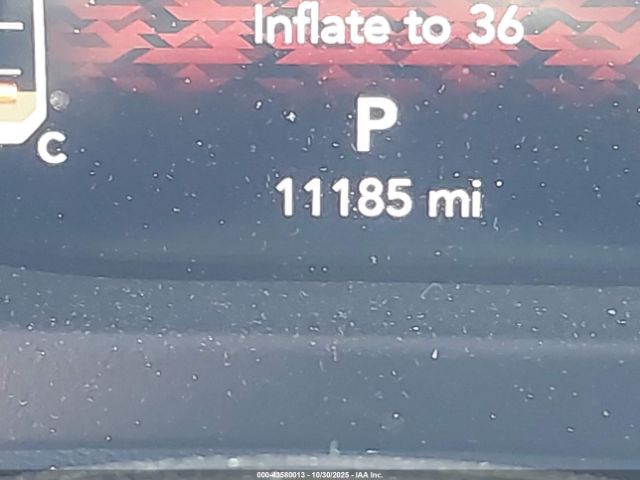 Inflate to 36
P
C
11185 mi
000-43580013 - 10/30/2025 - IAA Inc.